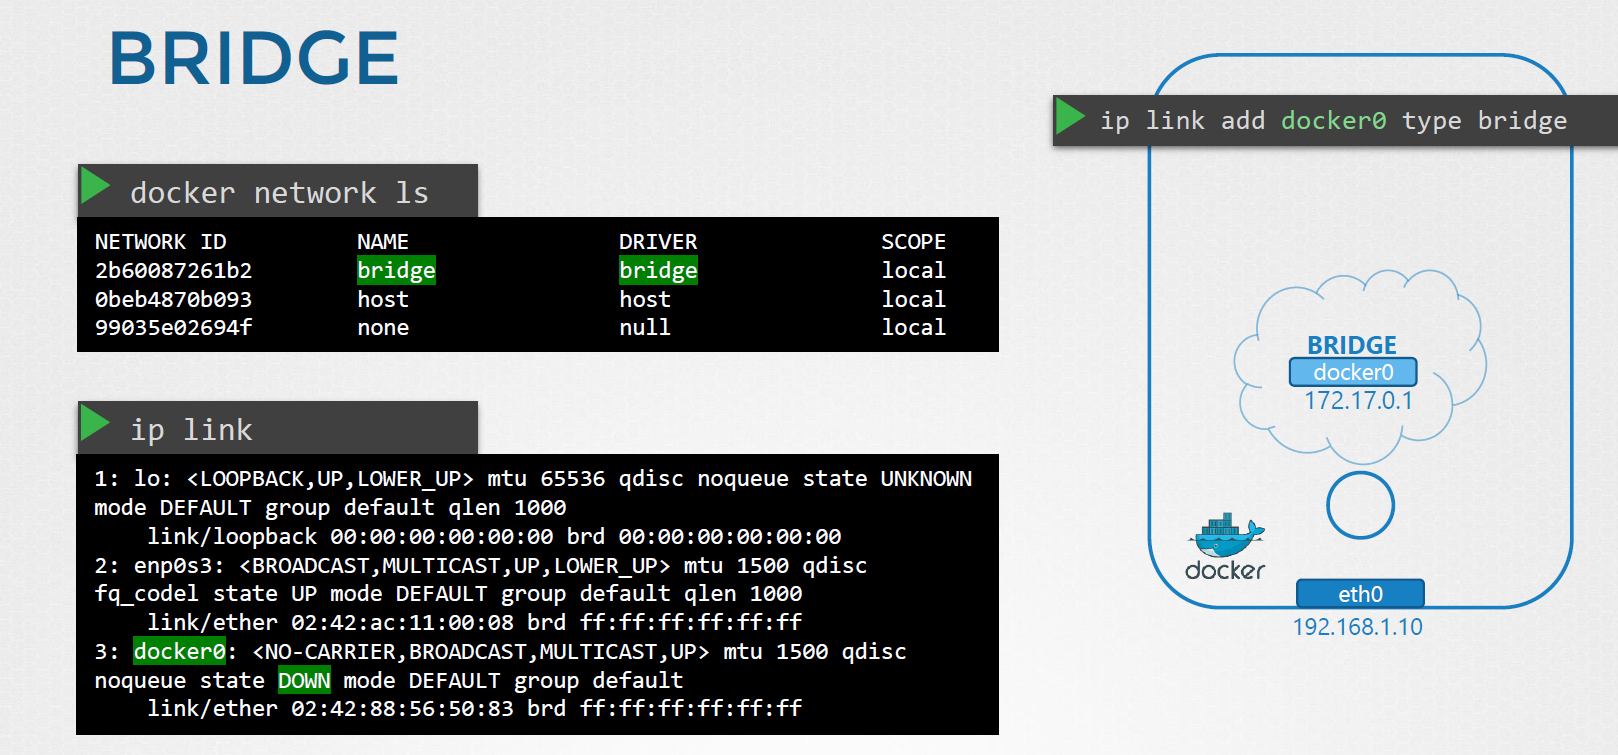 BRIDGE
docker network ls
NETWORK ID NAME DRIVER SCOPE
2b60087261b2 bridge bridge local
0beb4870b093 host host local
99035e02694f none null local
ip link
1: lo: <LOOPBACK,UP,LOWER_UP> mtu 65536 qdisc noqueue state UNKNOWN
mode DEFAULT group default qlen 1000
link/loopback 00:00:00:00:00:00 brd 00:00:00:00:00:00
2: enp0s3: <BROADCAST,MULTICAST,UP,LOWER_UP> mtu 1500 qdisc
fq_codel state UP mode DEFAULT group default qlen 1000
link/ether 02:42:ac:11:00:08 brd ff:ff:ff:ff:ff:ff
3: docker0: <NO-CARRIER,BROADCAST,MULTICAST,UP> mtu 1500 qdisc
noqueue state DOWN mode DEFAULT group default
link/ether 02:42:88:56:50:83 brd ff:ff:ff:ff:ff:ff
ip link add docker0 type bridge
BRIDGE
docker0
172.17.0.1
docker
eth0
192.168.1.10